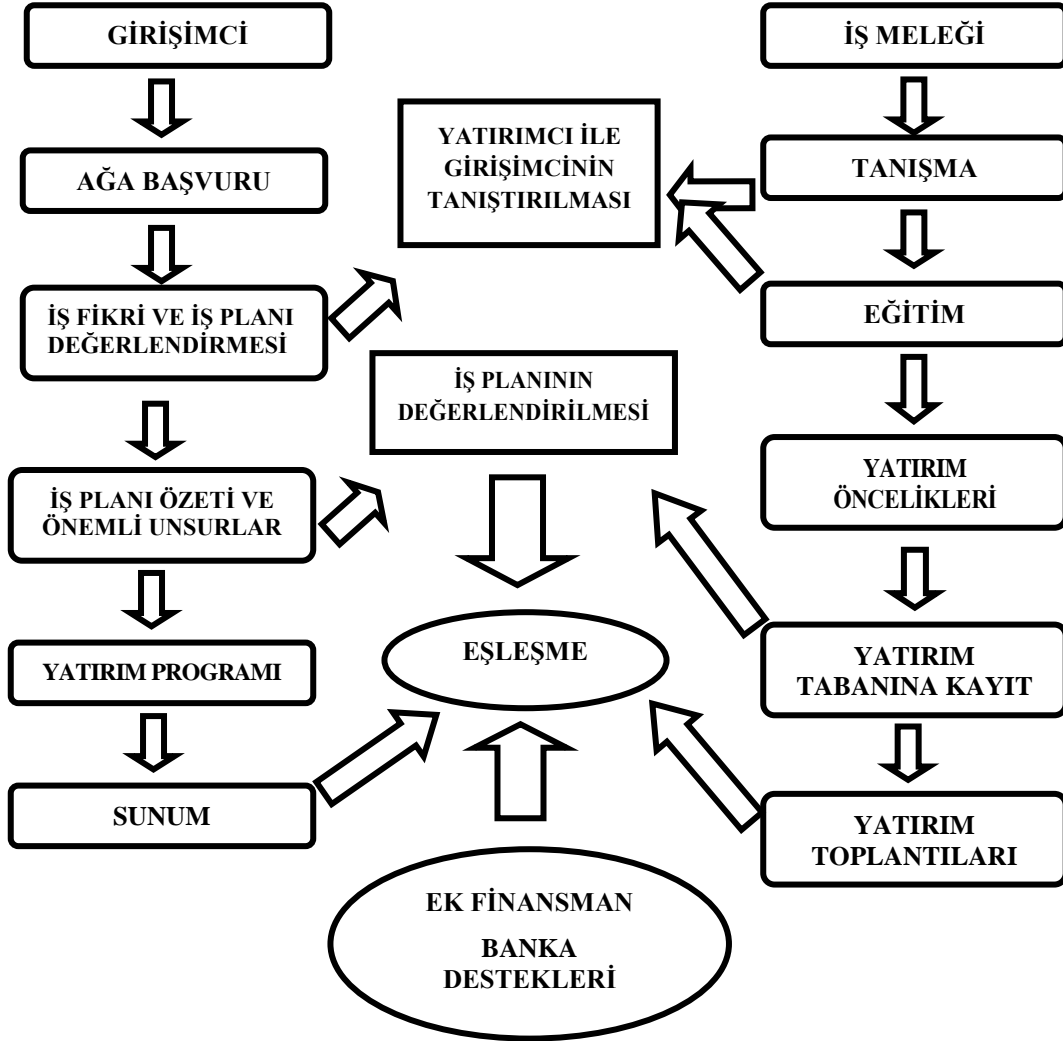 GİRİŞİMCİ
AĞA BAŞVURU
İŞ FİKRİ VE İŞ PLANI
DEĞERLENDİRMESİ
İŞ PLANI ÖZETİ VE
ÖNEMLİ UNSURLAR
YATIRIM PROGRAMI
SUNUM
YATIRIMCI İLE
GİRİŞİMCİNİN
TANIŞTIRILMASI
İŞ PLANININ
DEĞERLENDİRİLMESİ
EŞLEŞME
EK FİNANSMAN
BANKA
DESTEKLERİ
İŞ MELEĞİ
TANIŞMA
EĞİTİM
YATIRIM
ÖNCELİKLERİ
YATIRIM
TABANINA KAYIT
YATIRIM
TOPLANTILARI